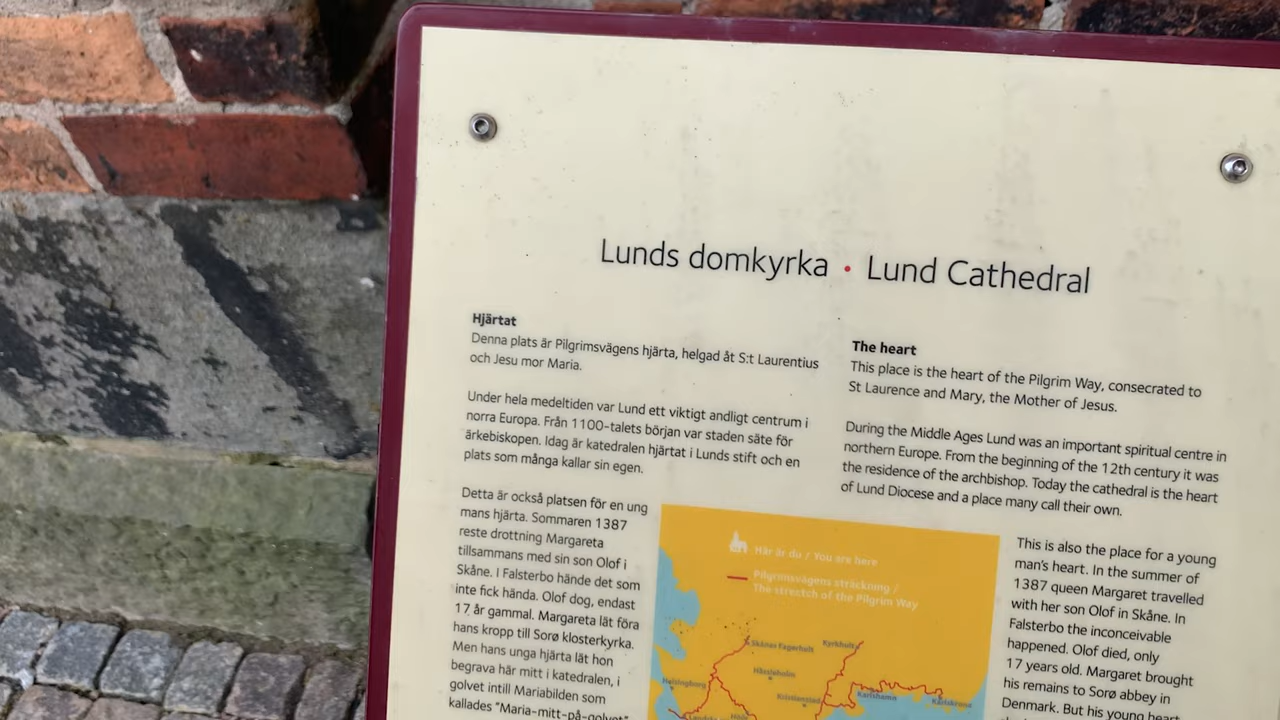 Lunds domkyrka • Lund Cathedral
Hjärtat
Denna plats är Pilgrimsvägens hjärta, helgad åt S:t Laurentius
och Jesu mor Maria.
Under hela medeltiden var Lund ett viktigt andligt centrum i
norra Europa. Från 1100-talets början var staden säte för
ärkebiskopen. Idag är katedralen hjärtat i Lunds stift och en
plats som många kallar sin egen.
Detta är också platsen för en ung
mans hjärta. Sommaren 1387
reste drottning Margareta
tillsammans med sin son Olof i
Skåne. I Falsterbo hände det som
inte fick hända. Olof dog, endast
17 år gammal. Margareta lät föra
hans kropp till Sorø klosterkyrka.
Men hans unga hjärta lät hon
begrava här mitt i katedralen, i
golvet intill Mariabilden som
kallades "Maria-mitt-på-golvet"
The heart
This place is the heart of the Pilgrim Way, consecrated to
St Laurence and Mary, the Mother of Jesus.
During the Middle Ages Lund was an important spiritual centre in
northern Europe. From the beginning of the 12th century it was
the residence of the archbishop. Today the cathedral is the heart
of Lund Diocese and a place many call their own.
This is also the place for a young
man's heart. In the summer of
1387 queen Margaret travelled
with her son Olof in Skåne. In
Falsterbo the inconceivable
happened. Olof died, only
17 years old. Margaret brought
his remains to Sorø abbey in
Denmark. But his young heart
Här är du / You are here
Pilgrimsvägens sträckning /
The strectch of the Pilgrim Way
Skånes Fagerhult
Kyrkhult
Hässleholm
Helsingborg
Kristianstad
Karlshamn
Karlskrona